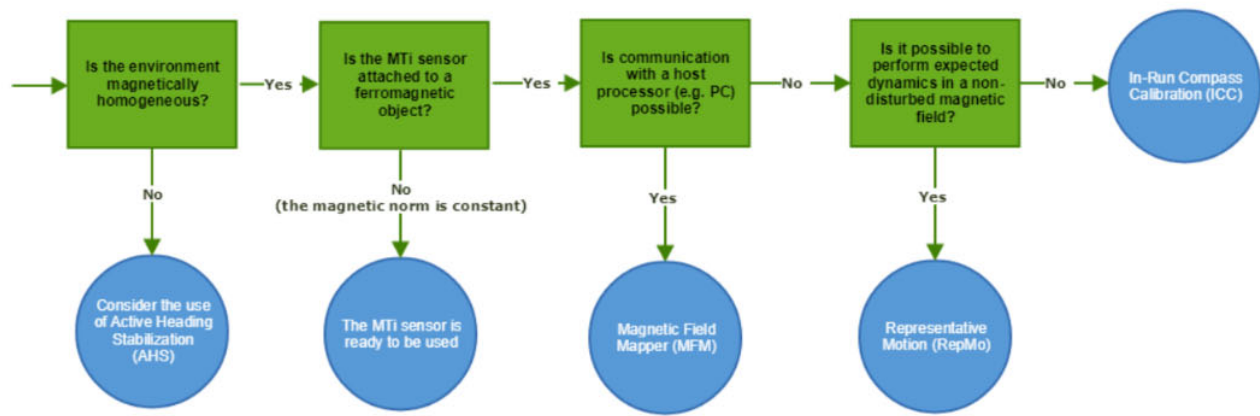 Is the environment
magnetically
homogeneous?
Yes
Is the MTi sensor
attached to a
ferromagnetic
object?
Yes
Is communication
with a host
processor (e.g. PC)
possible?
No
Is it possible to
perform expected
dynamics in a non-
disturbed magnetic
field?
No
In-Run Compass
Calibration (ICC)
No
No
(the magnetic norm is constant)
Yes
Yes
Consider the use
of Active Heading
Stabilization
(AHS)
The MTi sensor is
ready to be used
Magnetic Field
Mapper (MFM)
Representative
Motion (RepMo)